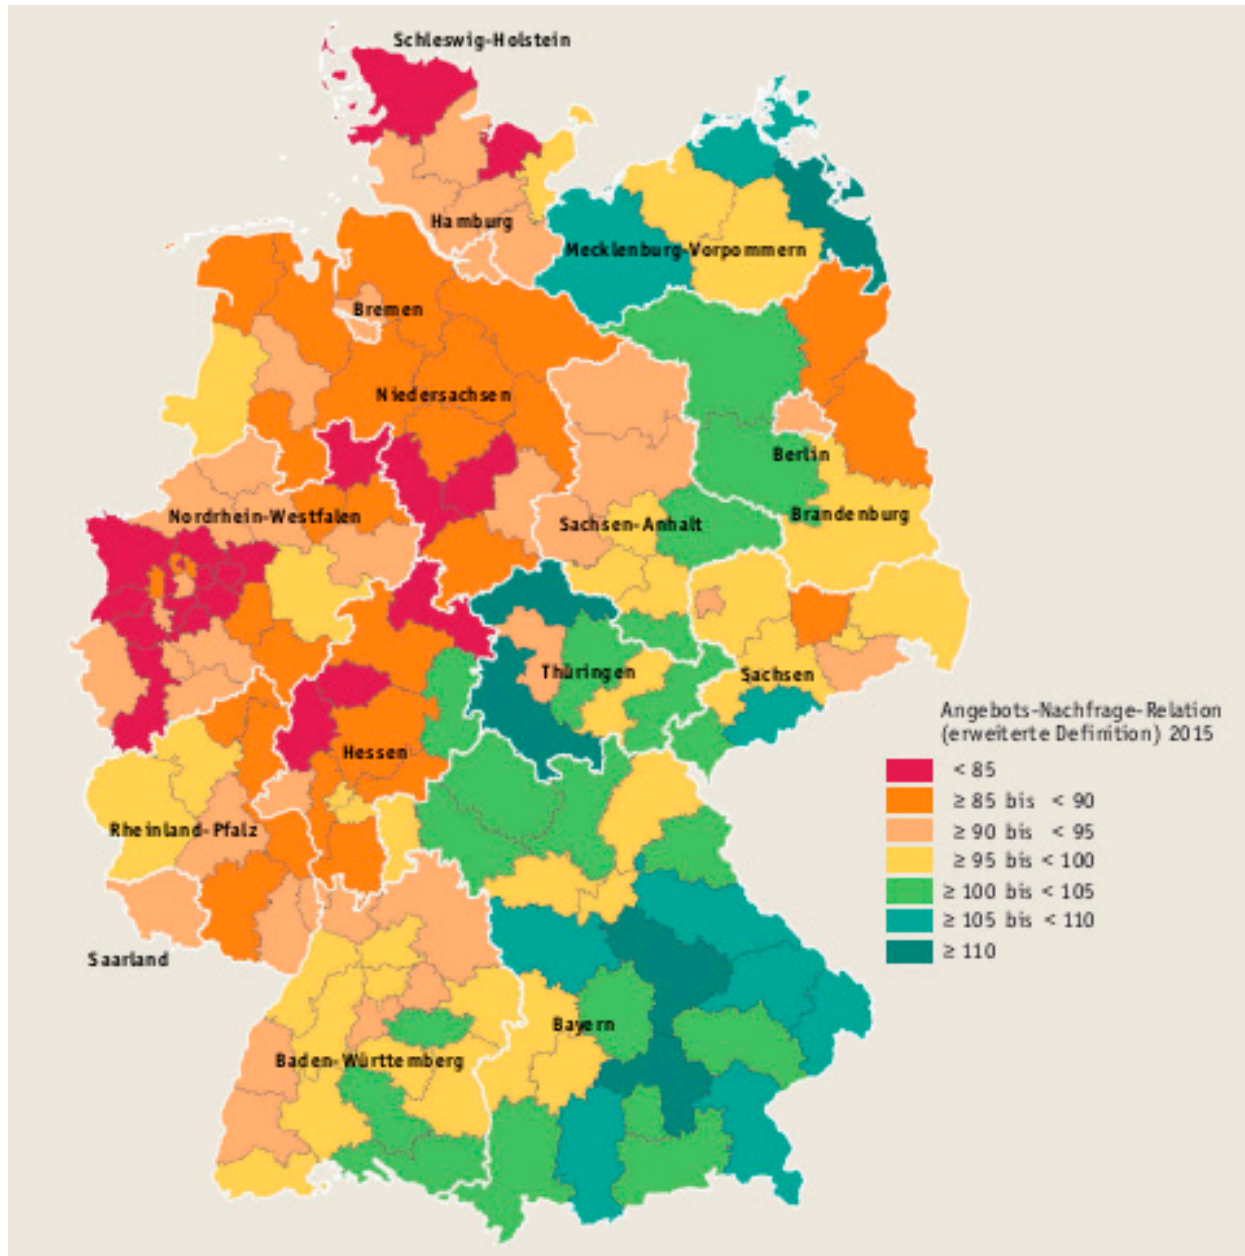 Schleswig-Holstein
Hamburg
Mecklenburg-Vorpommern
Bremen
Niedersachsen
Berlin
Nordrhein-Westfalen
Sachsen-Anhalt
Brandenburg
Thüringen
Sachsen
Hessen
Rheinland-Pfalz
Saarland
Bayern
Baden-Württemberg
Angebots-Nachfrage-Relation
(erweiterte Definition) 2015
< 85
≥ 85 bis < 90
≥ 90 bis < 95
≥ 95 bis < 100
≥ 100 bis < 105
≥ 105 bis < 110
≥ 110